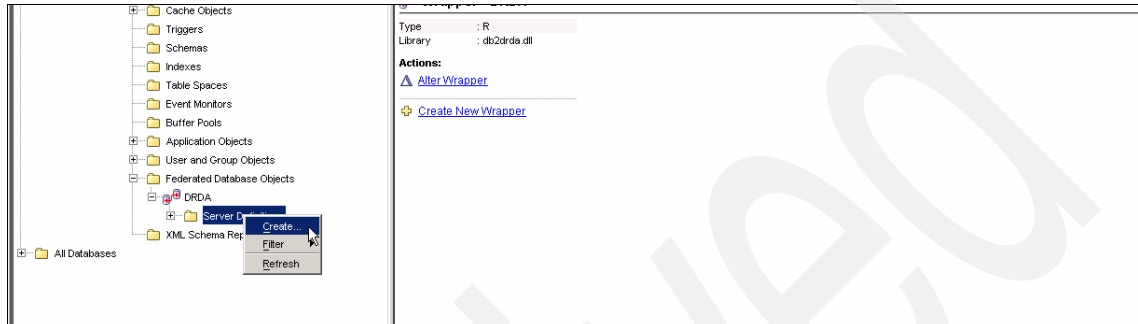 Cache Objects
Triggers
Schemas
Indexes
Table Spaces
Event Monitors
Buffer Pools
Application Objects
User and Group Objects
Federated Database Objects
DRDA
Server
XML Schema
All Databases
Create...
Filter
Refresh
Type : R
Library : db2drda.dll
Actions:
Alter Wrapper
Create New Wrapper